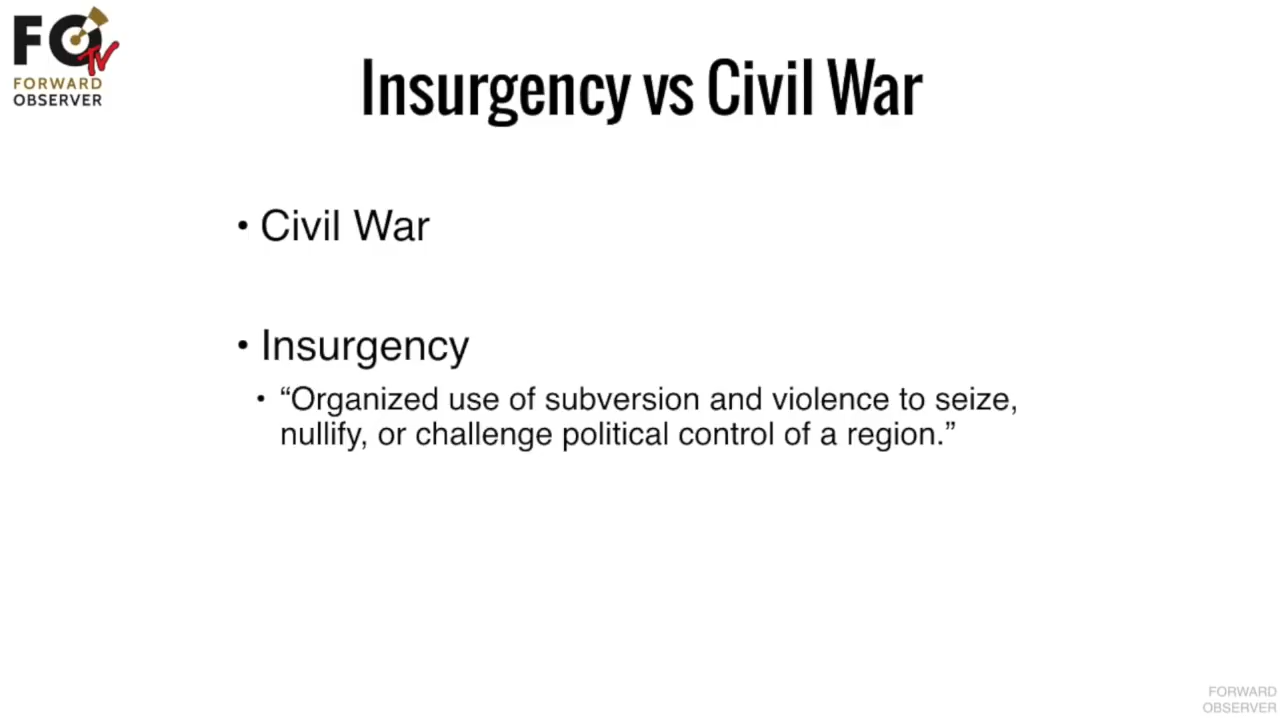 FO
TV
FORWARD
OBSERVER
Insurgency vs Civil War
• Civil War
• Insurgency
• “Organized use of subversion and violence to seize,
nullify, or challenge political control of a region.”
FORWARD
OBSERVER